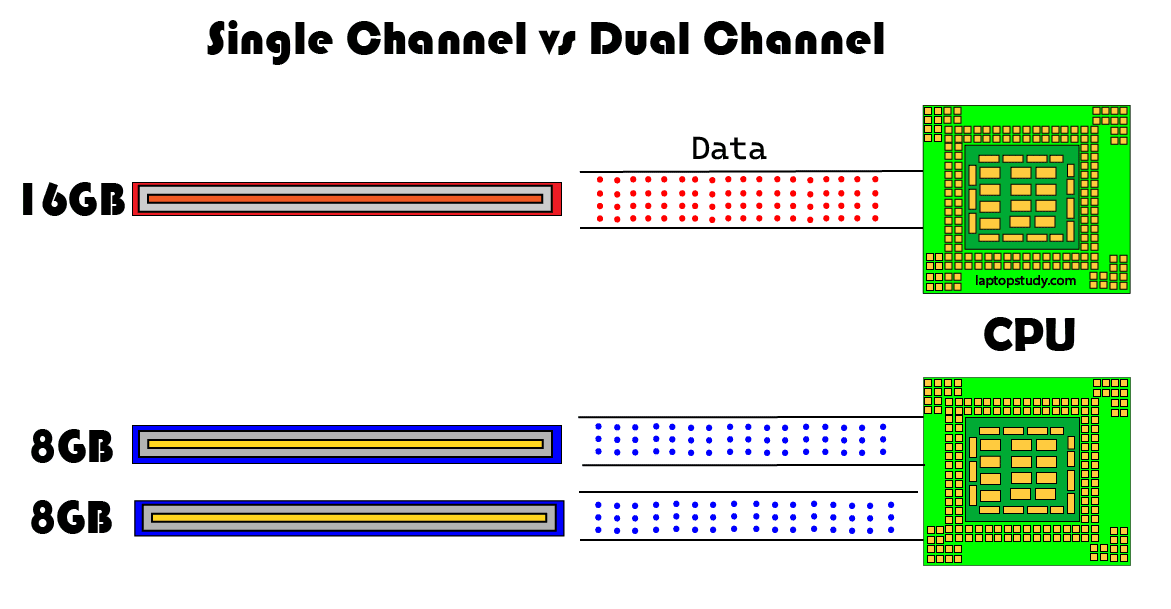 Single Channel vs Dual Channel
Data
16GB
laptopstudy.com
CPU
8GB
8GB